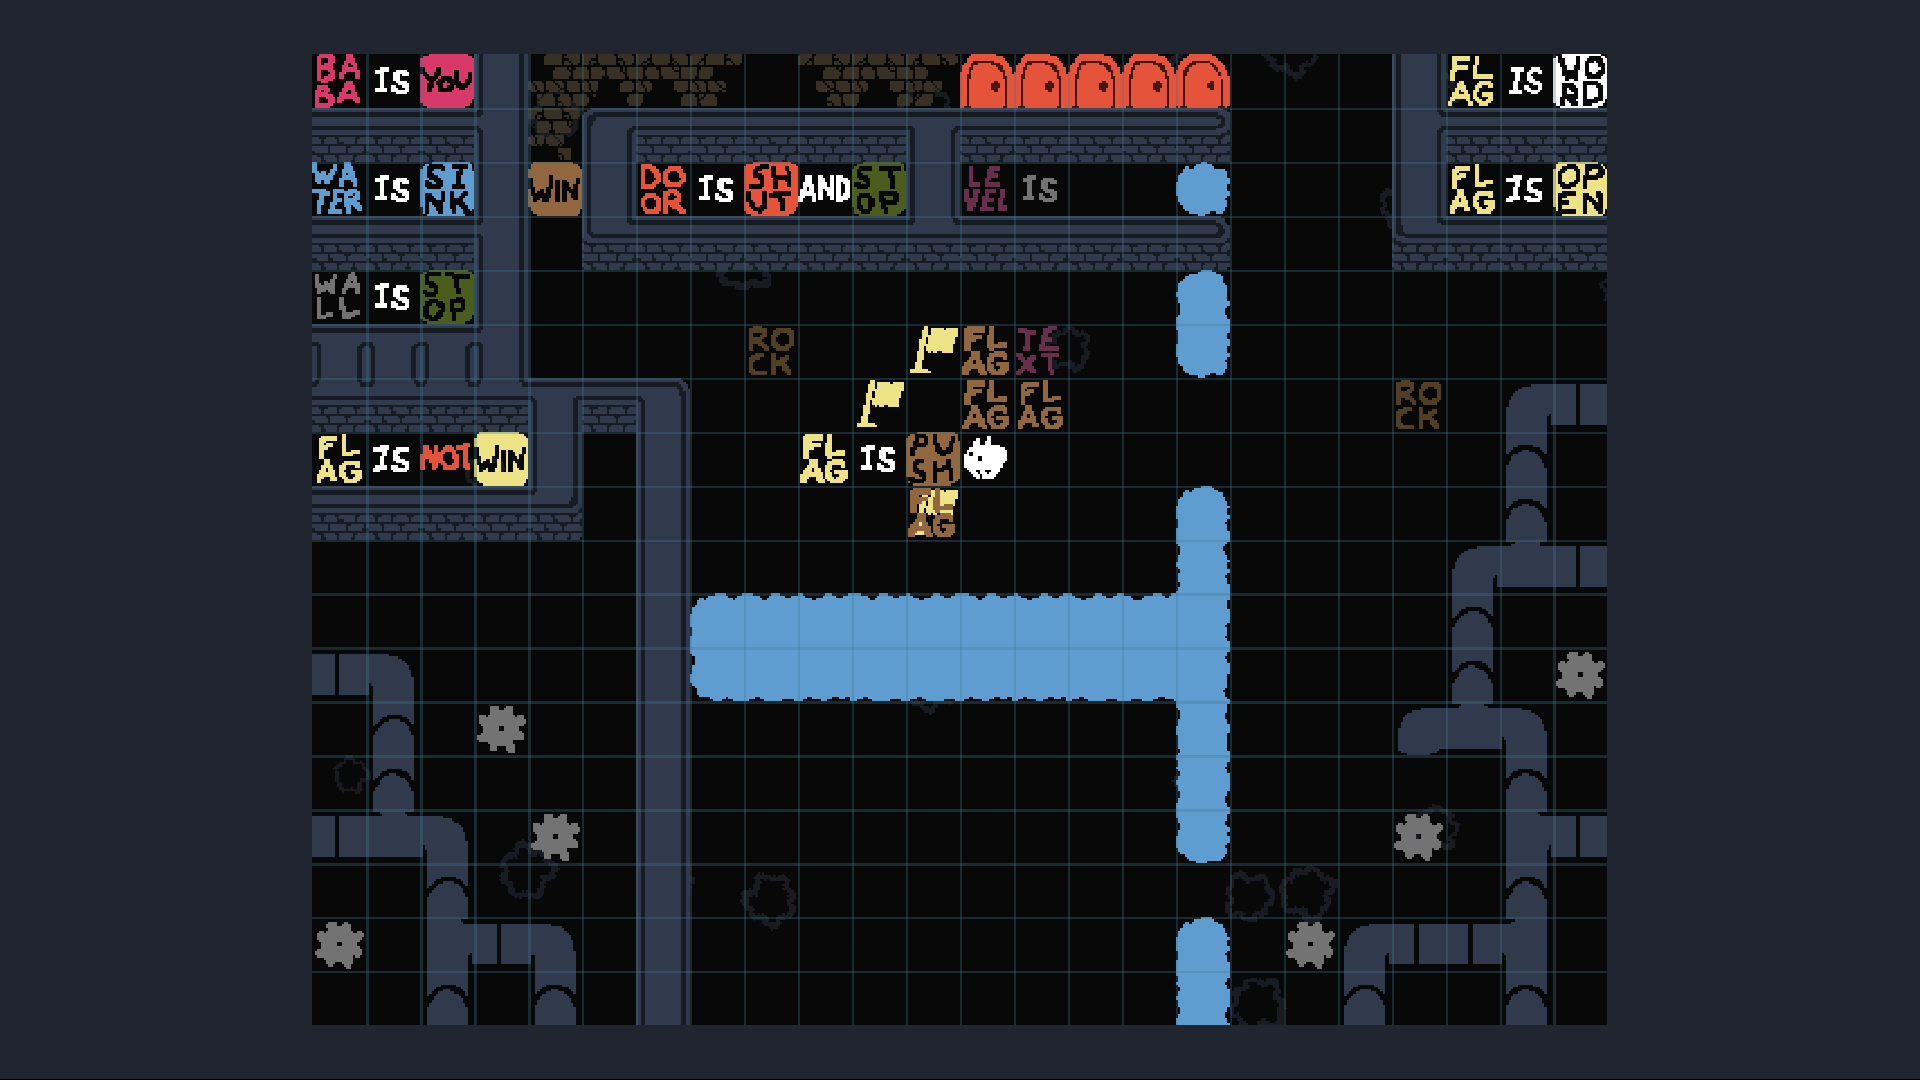 BABA IS YOU FLAG IS WORD
WATER IS SINK WIN DOOR IS SHUT AND STOP LEVEL IS FLAG IS OPEN
WALL IS STOP
ROCK FLAG TEXT
FLAG FLAG ROCK
FLAG IS NOT WIN FLAG IS PUSH
FLAG